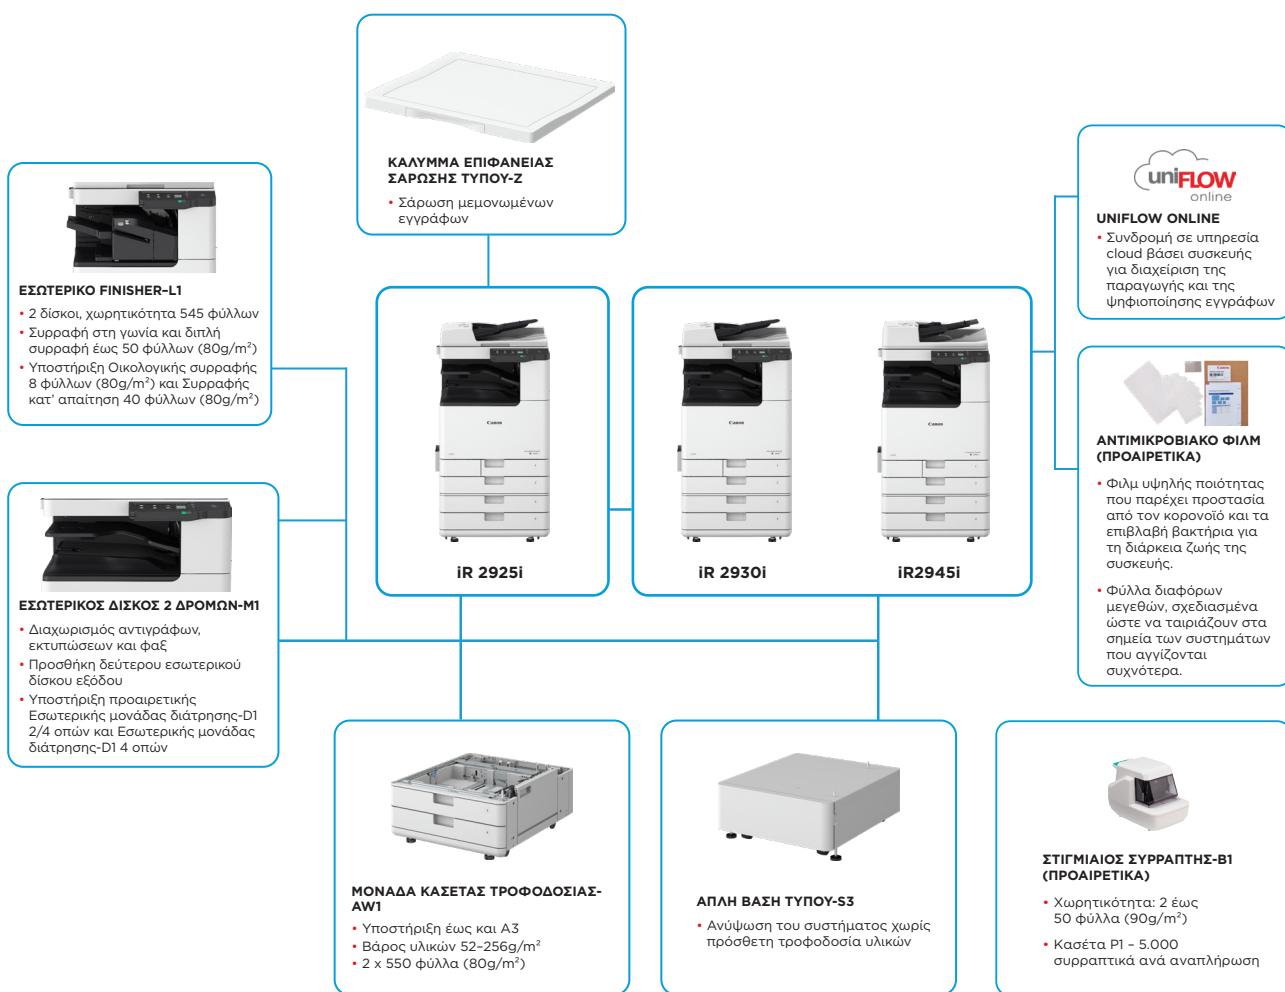 ΚΑΛΥΜΜΑ ΕΠΙΦΑΝΕΙΑΣ
ΣΑΡΩΣΗΣ ΤΥΠΟΥ-Z
• Σάρωση μεμονωμένων
εγγράφων
ΕΣΩΤΕΡΙΚΟ FINISHER-L1
• 2 δίσκοι, χωρητικότητα 545 φύλλων
• Συρραφή στη γωνία και διπλή
συρραφή έως 50 φύλλων (80g/m²)
• Υποστήριξη Οικολογικής συρραφής
8 φύλλων (80g/m²) και Συρραφής
κατ' απαίτηση 40 φύλλων (80g/m²)
uniFLOW
online
UNIFLOW ONLINE
• Συνδρομή σε υπηρεσία
cloud βάσει συσκευής
για διαχείριση της
παραγωγής και της
ψηφιοποίησης εγγράφων
Canon
Canon
Canon
iR 2925i
iR 2930i
iR2945i
ΑΝΤΙΜΙΚΡΟΒΙΑΚΟ ΦΙΛΜ
(ΠΡΟΑΙΡΕΤΙΚΑ)
• Φιλμ υψηλής ποιότητας
που παρέχει προστασία
από τον κορονοϊό και τα
επιβλαβή βακτήρια για
τη διάρκεια ζωής της
συσκευής.
• Φύλλα διαφόρων
μεγεθών, σχεδιασμένα
ώστε να ταιριάζουν στα
σημεία των συστημάτων
που αγγίζονται
συχνότερα.
ΕΣΩΤΕΡΙΚΟΣ ΔΙΣΚΟΣ 2 ΔΡΟΜΩΝ-M1
• Διαχωρισμός αντιγράφων,
εκτυπώσεων και φαξ
• Προσθήκη δεύτερου εσωτερικού
δίσκου εξόδου
• Υποστήριξη προαιρετικής
Εσωτερικής μονάδας διάτρησης-D1
2/4 οπών και Εσωτερικής μονάδας
διάτρησης-D1 4 οπών
ΜΟΝΑΔΑ ΚΑΣΕΤΑΣ ΤΡΟΦΟΔΟΣΙΑΣ-
AW1
• Υποστήριξη έως και A3
• Βάρος υλικών 52-256g/m²
• 2 x 550 φύλλα (80g/m²)
ΑΠΛΗ ΒΑΣΗ ΤΥΠΟΥ-S3
• Ανύψωση του συστήματος χωρίς
πρόσθετη τροφοδοσία υλικών
ΣΤΙΓΜΙΑΙΟΣ ΣΥΡΡΑΠΤΗΣ-B1
(ΠΡΟΑΙΡΕΤΙΚΑ)
• Χωρητικότητα: 2 έως
50 φύλλα (90g/m²)
• Κασέτα P1 – 5.000
συρραπτικά ανά αναπλήρωση